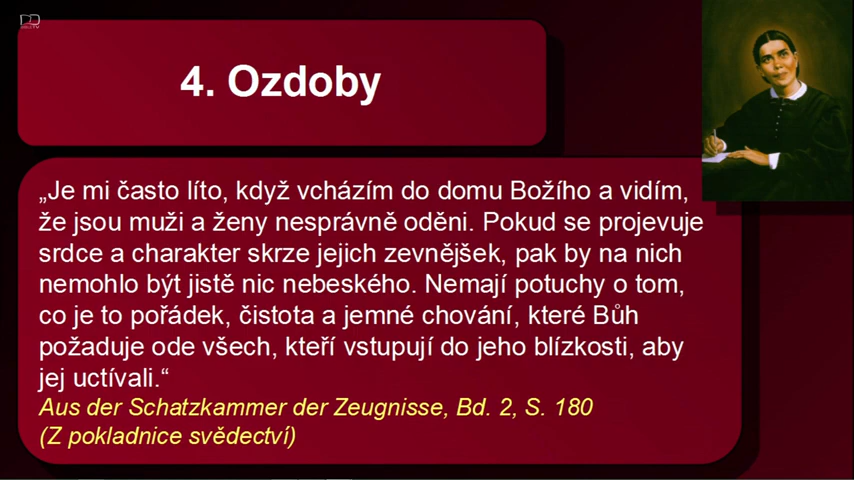 4. Ozdoby
„Je mi často líto, když vcházím do domu Božího a vidím,
že jsou muži a ženy nesprávně oděni. Pokud se projevuje
srdce a charakter skrze jejich zevnějšek, pak by na nich
nemohlo být jistě nic nebeského. Nemají potuchy o tom,
co je to pořádek, čistota a jemné chování, které Bůh
požaduje ode všech, kteří vstupují do jeho blízkosti, aby
jej uctívali.“
Aus der Schatzkammer der Zeugnisse, Bd. 2, S. 180
(Z pokladnice svědectví)